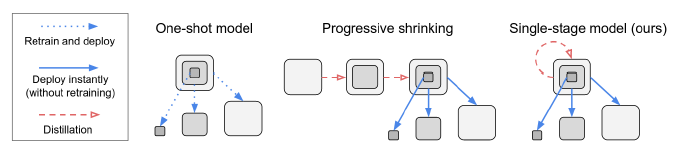 Retrain and deploy
Deploy instantly
(without retraining)
Distillation
One-shot model
Progressive shrinking
Single-stage model (ours)